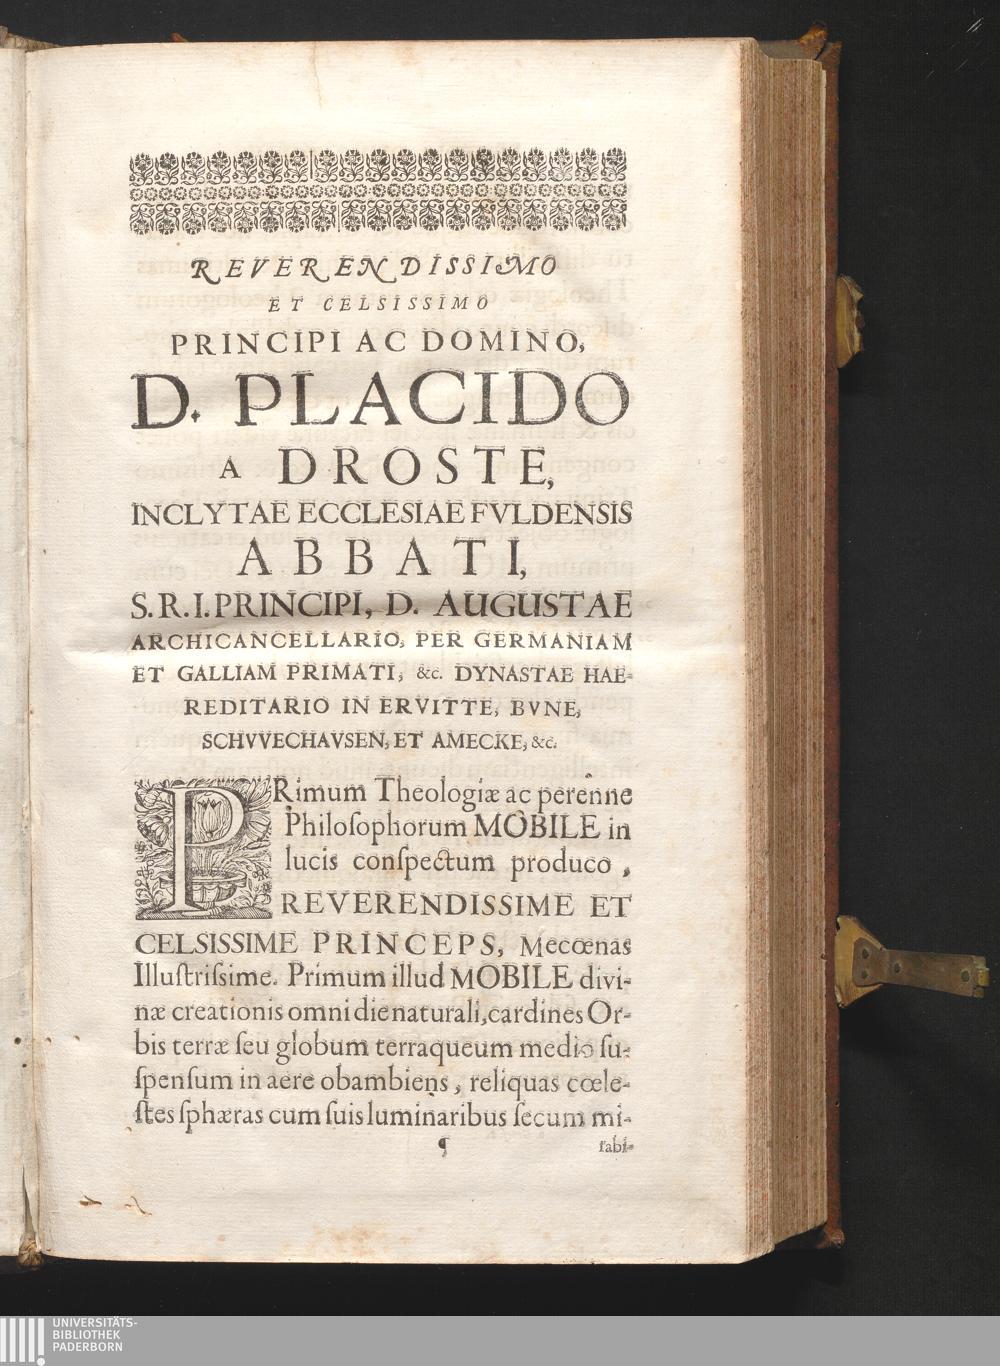 REVERENDISSIMO
ET CELSISSIMO
PRINCIPI AC DOMINO,
D. PLACIDO
A DROSTE,
INCLYTAE ECCLESIAE FVLDENSIS
ABBATI,
S. R. I. PRINCIPI, D. AUGUSTAE
ARCHICANCELLARIO, PER GERMANIAM
ET GALLIAM PRIMATI, &c. DYNASTAE HAE-
REDITARIO IN ERVITTE, BVNE,
SCHVVECHAVSEN, ET AMECKE, &c.
PRimum Theologiæ ac perenne
Philoſophorum MOBILE in
lucis conſpectum produco,
REVERENDISSIME ET
CELSISSIME PRINCEPS, Mecœnas
Illuſtriſsime. Primum illud MOBILE divi-
næ creationis omni die naturali, cardines Or-
bis terræ ſeu globum terraqueum medio ſu-
ſpenſum in aere obambiens, reliquas cœle-
ſtes ſphæras cum ſuis luminaribus ſecum mi-
¶ rabi-
UNIVERSITÄTS-
BIBLIOTHEK
PADERBORN